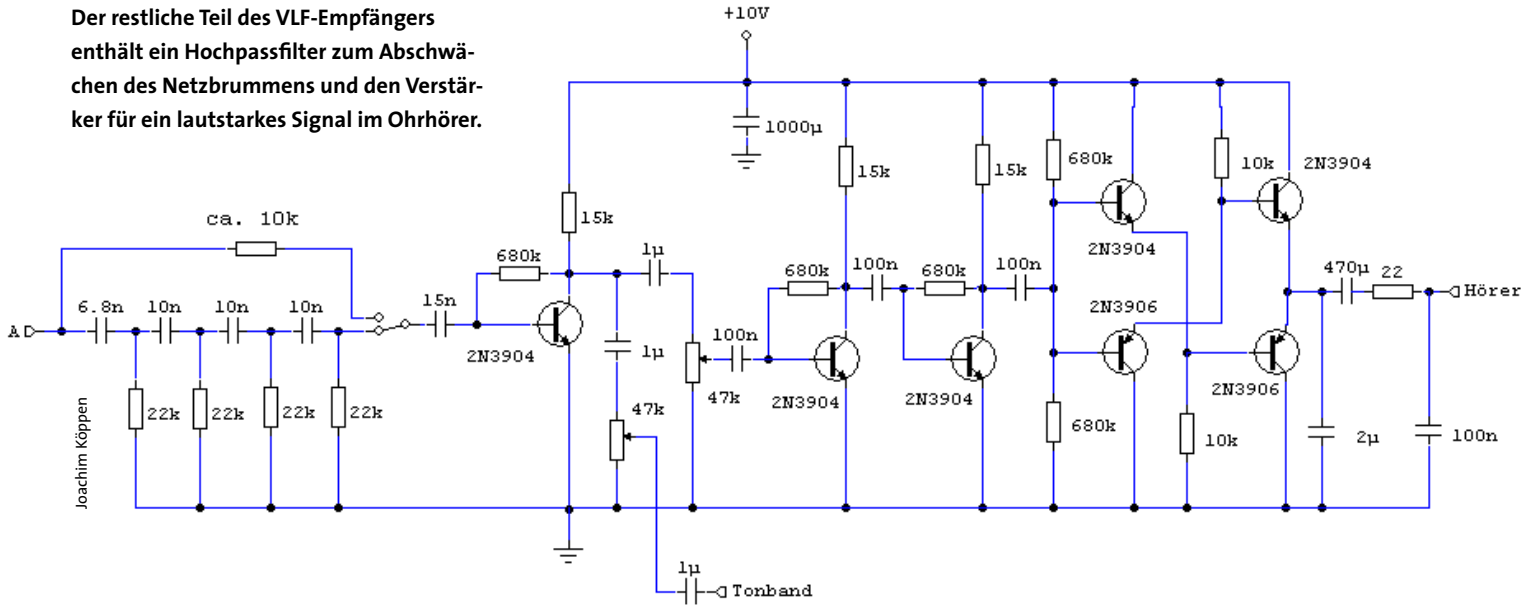 Der restliche Teil des VLF-Empfängers
enthält ein Hochpassfilter zum Abschwä-
chen des Netzbrummens und den Verstär-
ker für ein lautstarkes Signal im Ohrhörer.
+10V
1000µ
ca. 10k
6.8n
10n
10n
10n
15n
A
22k
22k
22k
22k
680k
15k
2N3904
1µ
1µ
47k
47k
100n
680k
15k
2N3904
100n
680k
15k
2N3904
100n
680k
680k
2N3904
2N3906
10k
10k
2N3904
2N3906
470µ
22
Hörer
2µ
100n
1µ
Tonband
Joachim Köppen